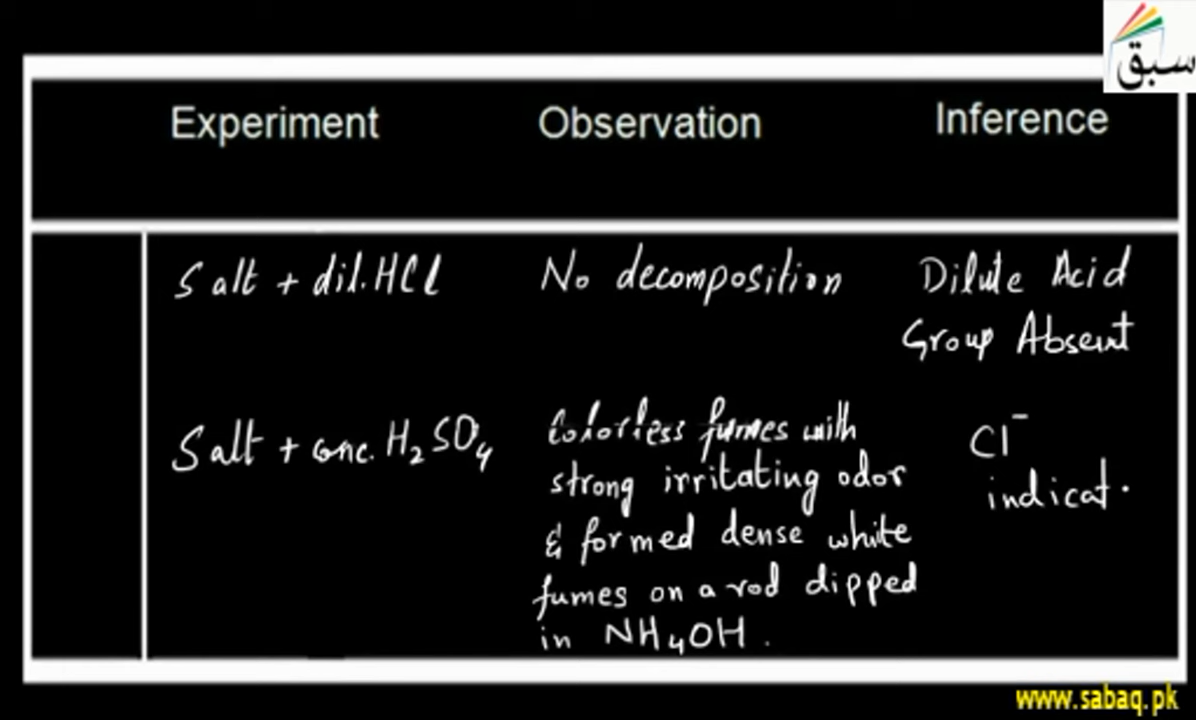 سبق
Experiment Observation Inference
Salt + dil. HCl No decomposition Dilute Acid
Group Absent
Salt + conc. H₂SO₄ Colorless fumes with Cl⁻
strong irritating odor indicat.
& formed dense white
fumes on a rod dipped
in NH₄OH.
www.sabaq.pk